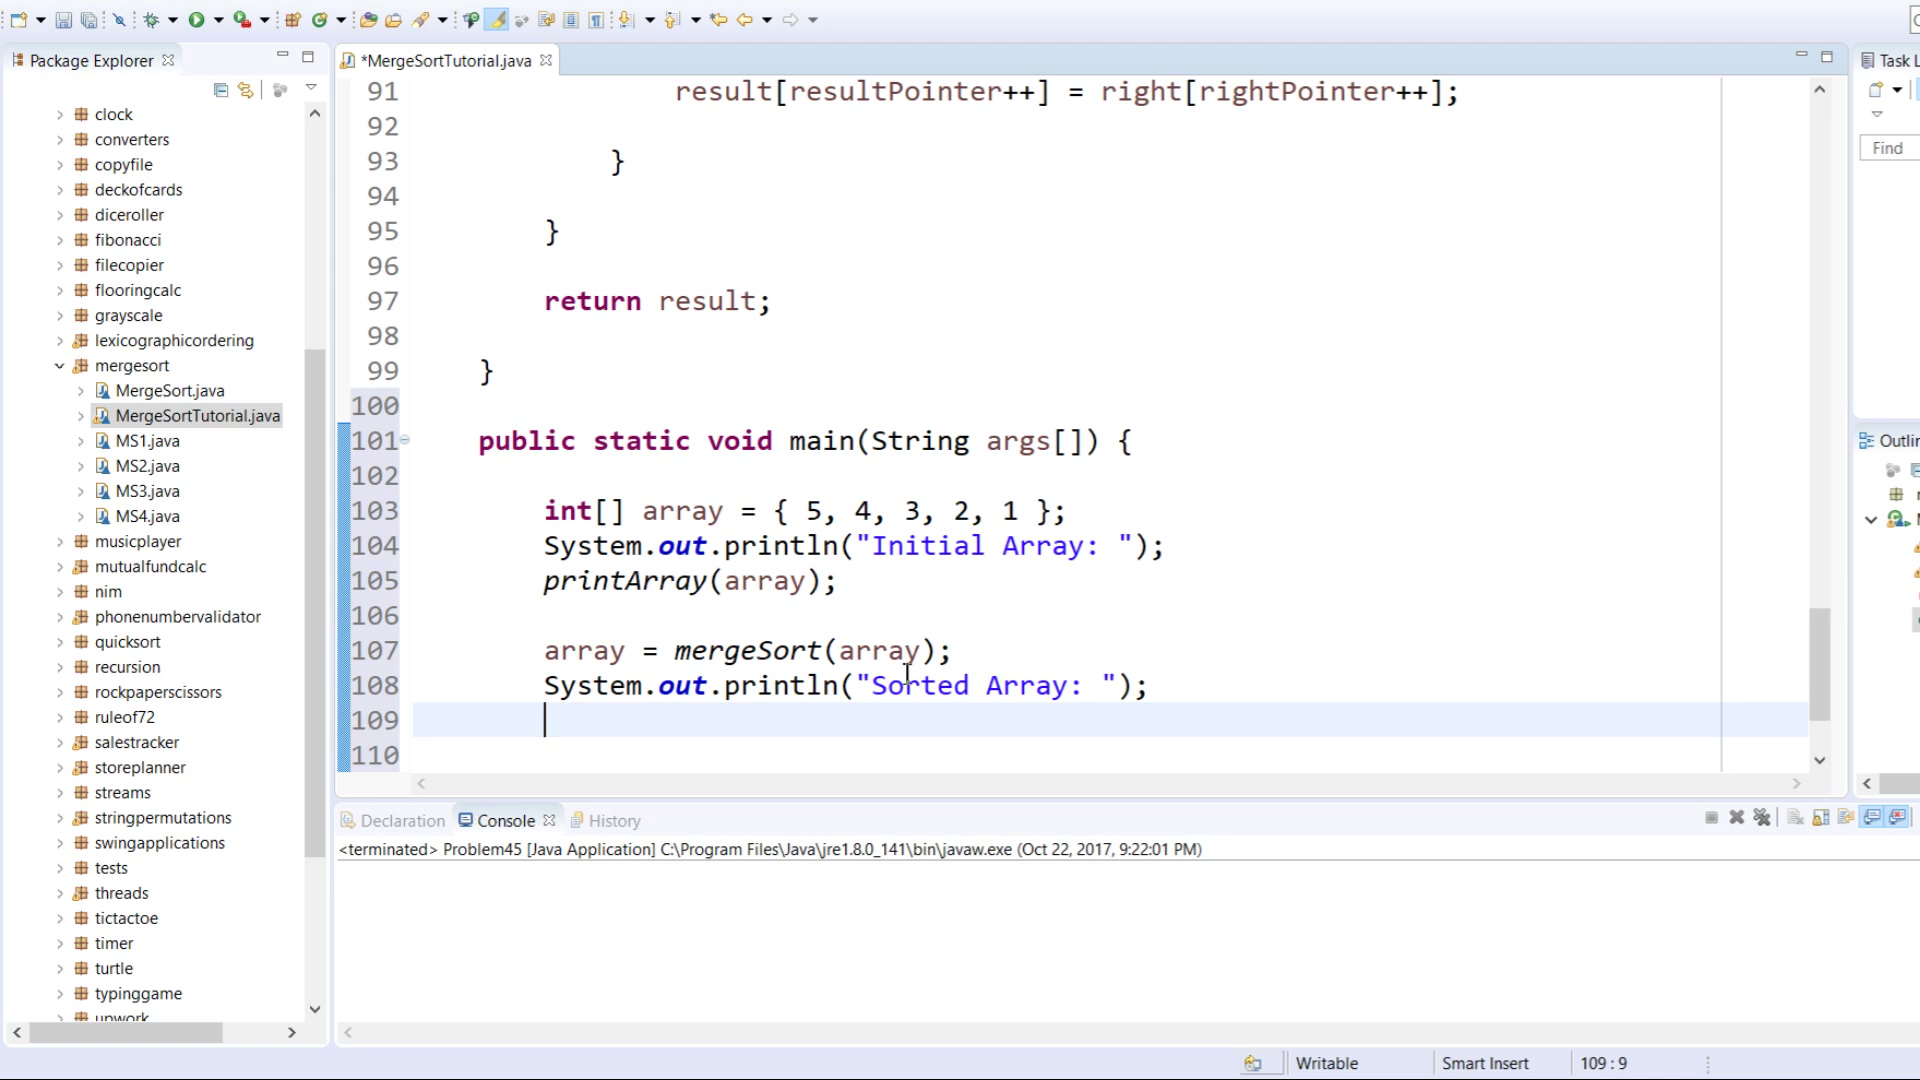 Package Explorer
clock
converters
copyfile
deckofcards
diceroller
fibonacci
filecopier
flooringcalc
grayscale
lexicographicordering
mergesort
MergeSort.java
MergeSortTutorial.java
MS1.java
MS2.java
MS3.java
MS4.java
musicplayer
mutualfundcalc
nim
phonenumbervalidator
quicksort
recursion
rockpaperscissors
ruleof72
salestracker
storeplanner
streams
stringpermutations
swingapplications
tests
threads
tictactoe
timer
turtle
typinggame
upwork
*MergeSortTutorial.java
91 result[resultPointer++] = right[rightPointer++];
92
93 }
94
95 }
96
97 return result;
98
99 }
100
101 public static void main(String args[]) {
102
103 int[] array = { 5, 4, 3, 2, 1 };
104 System.out.println("Initial Array: ");
105 printArray(array);
106
107 array = mergeSort(array);
108 System.out.println("Sorted Array: ");
109
110
Task L
Find
Outlin
Declaration Console History
<terminated> Problem45 [Java Application] C:\Program Files\Java\jre1.8.0_141\bin\javaw.exe (Oct 22, 2017, 9:22:01 PM)
Writable Smart Insert 109 : 9